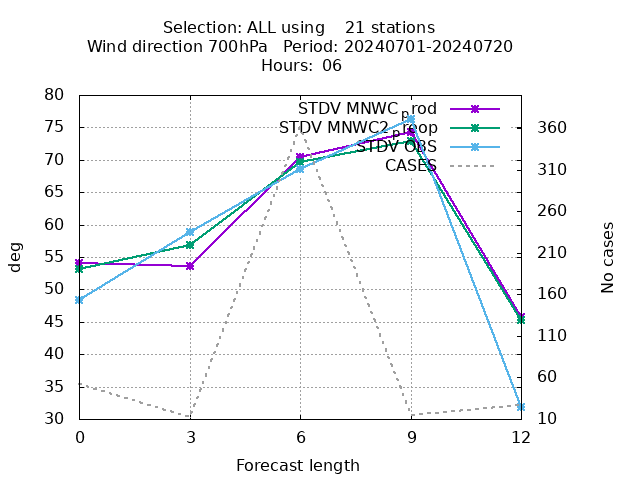 Selection: ALL using    21 stations
Wind direction 700hPa   Period: 20240701-20240720
Hours: 06
80
75
70
65
60
55
50
45
40
35
30
deg
STDV MNWC_prod
STDV MNWC2_preop
STDV OBS
CASES
360
310
260
210
160
110
60
10
No cases
0 3 6 9 12
Forecast length